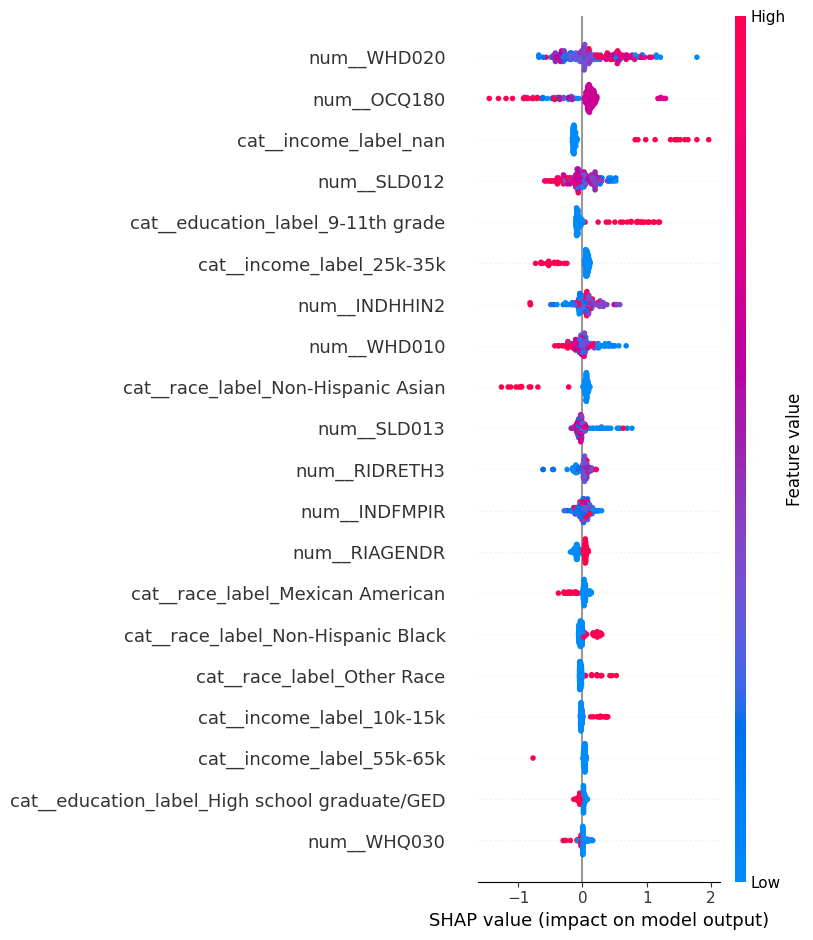 High
num__WHD020
num__OCQ180
cat__income_label_nan
num__SLD012
cat__education_label_9-11th grade
cat__income_label_25k-35k
num__INDHHIN2
num__WHD010
cat__race_label_Non-Hispanic Asian
num__SLD013
num__RIDRETH3
num__INDFMPIR
num__RIAGENDR
cat__race_label_Mexican American
cat__race_label_Non-Hispanic Black
cat__race_label_Other Race
cat__income_label_10k-15k
cat__income_label_55k-65k
cat__education_label_High school graduate/GED
num__WHQ030
Feature value
Low
−1 0 1 2
SHAP value (impact on model output)